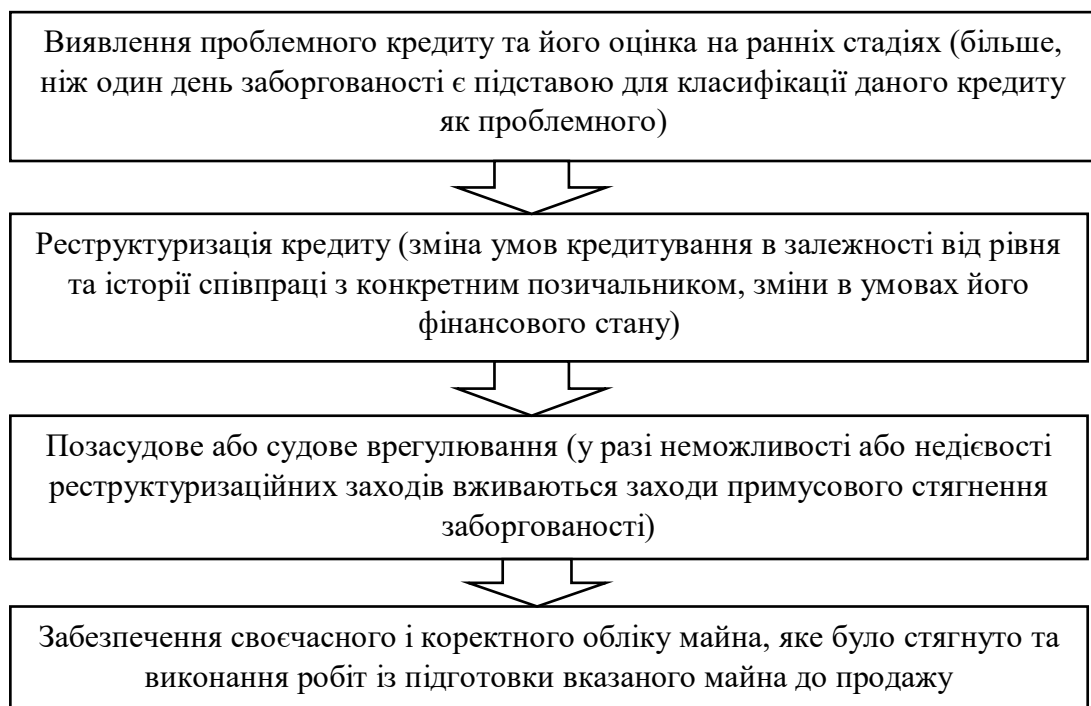 Виявлення проблемного кредиту та його оцінка на ранніх стадіях (більше,
ніж один день заборгованості є підставою для класифікації даного кредиту
як проблемного)
Реструктуризація кредиту (зміна умов кредитування в залежності від рівня
та історії співпраці з конкретним позичальником, зміни в умовах його
фінансового стану)
Позасудове або судове врегулювання (у разі неможливості або недієвості
реструктуризаційних заходів вживаються заходи примусового стягнення
заборгованості)
Забезпечення своєчасного і коректного обліку майна, яке було стягнуто та
виконання робіт із підготовки вказаного майна до продажу